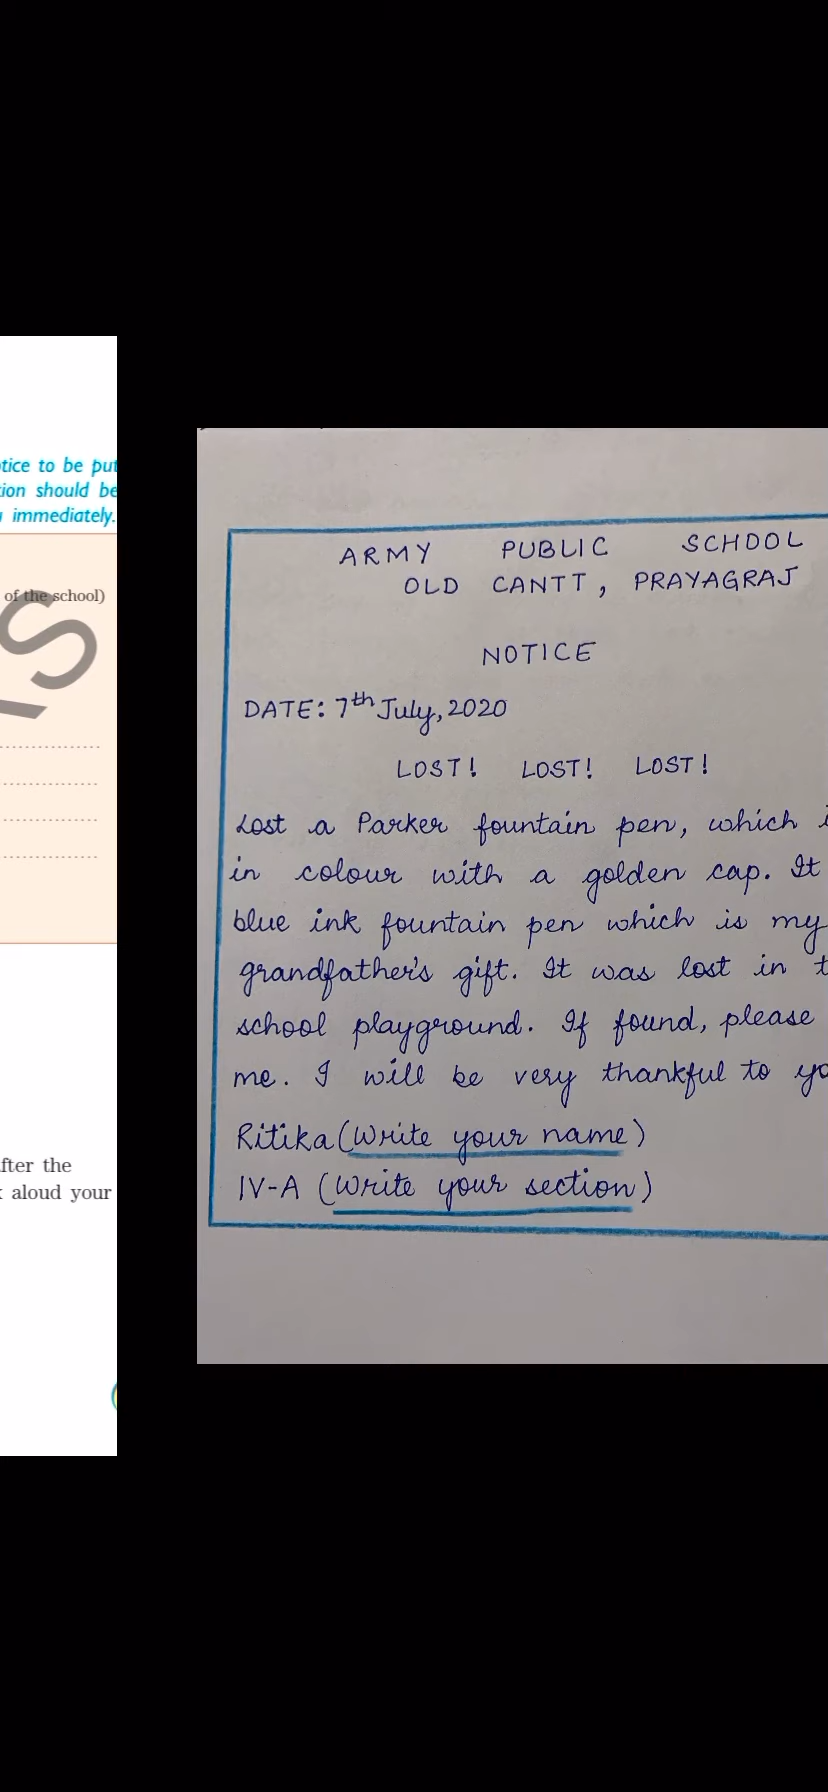 tice to be put
tion should be
immediately.
of the school)
fter the
aloud your
ARMY PUBLIC SCHOOL
OLD CANTT, PRAYAGRAJ
NOTICE
DATE: 7th July, 2020
LOST! LOST! LOST!
Lost a Parker fountain pen, which
in colour with a golden cap. It
blue ink fountain pen which is my
grandfather's gift. It was lost in
school playground. If found, please
me. I will be very thankful to
Ritika (Write your name)
IV-A (Write your section)